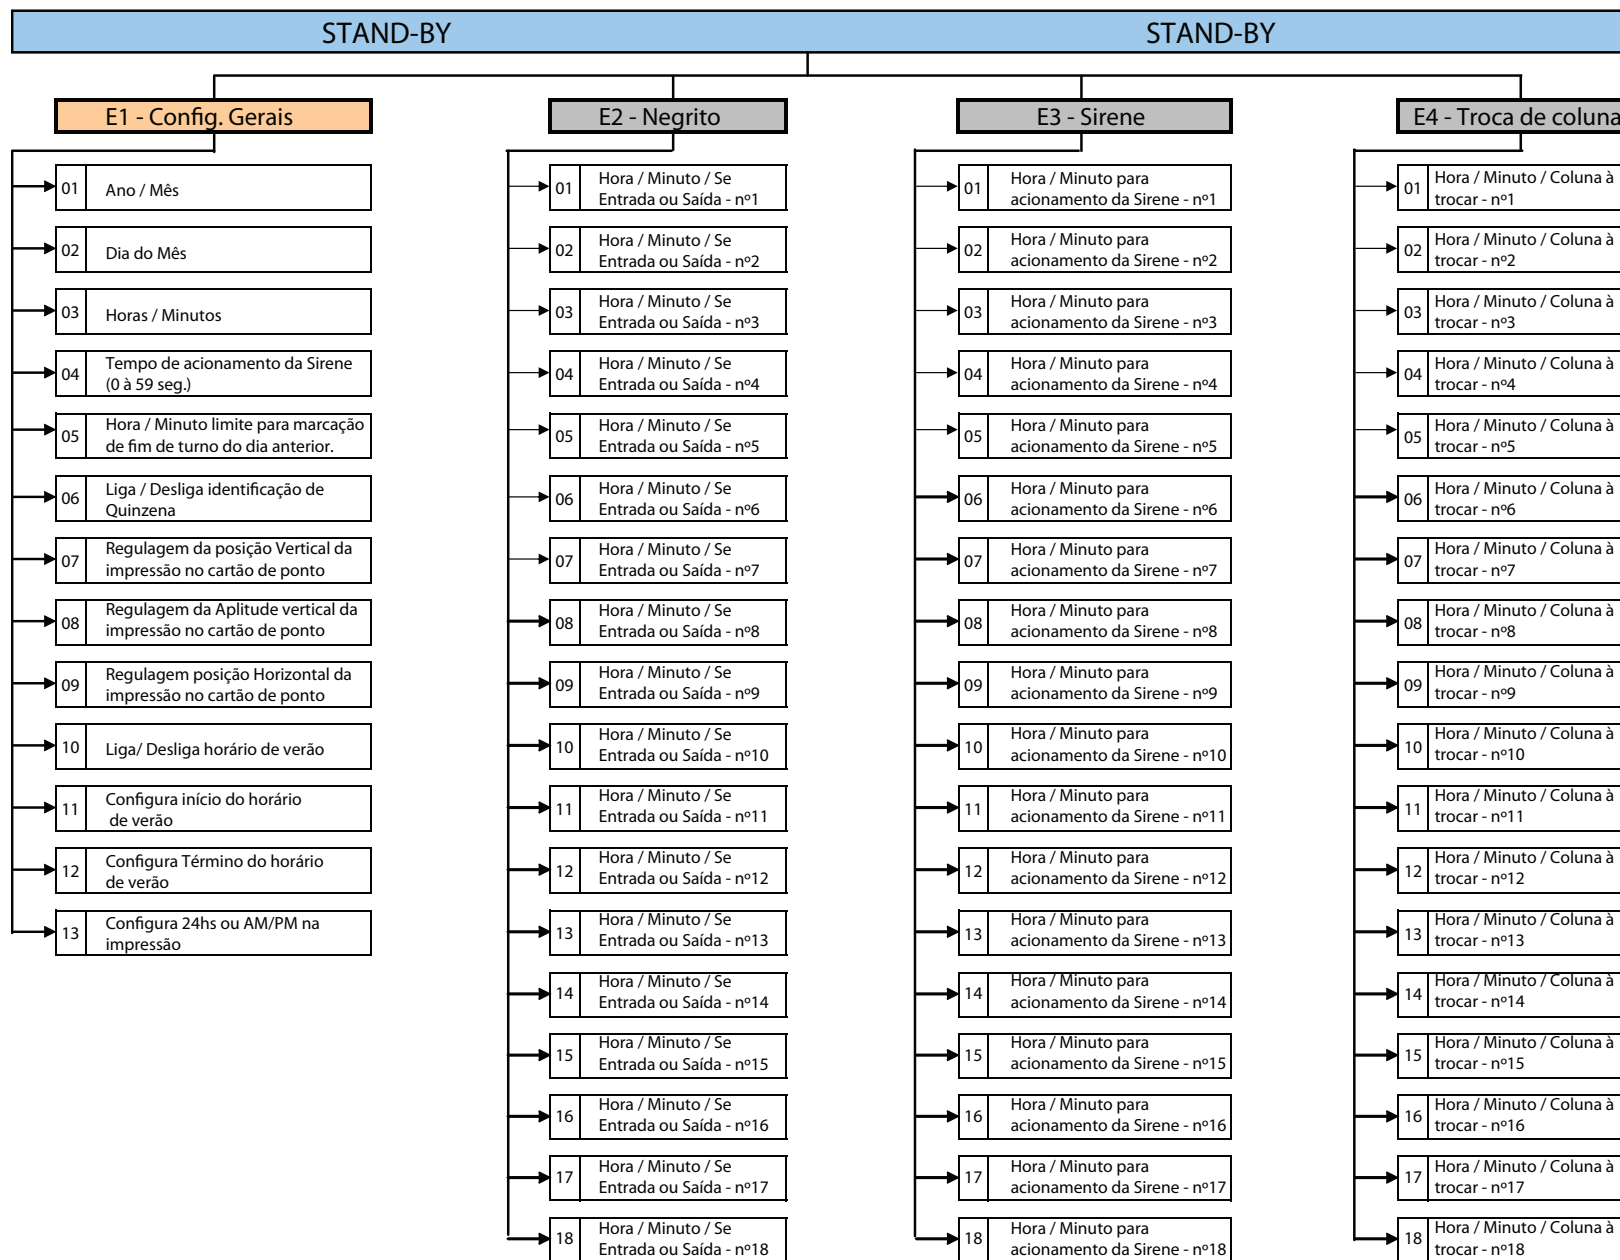 STAND-BY
STAND-BY
E1 - Config. Gerais
01
Ano / Mês
02
Dia do Mês
03
Horas / Minutos
04
Tempo de acionamento da Sirene
(0 à 59 seg.)
05
Hora / Minuto limite para marcação
de fim de turno do dia anterior.
06
Liga / Desliga identificação de
Quinzena
07
Regulagem da posição Vertical da
impressão no cartão de ponto
08
Regulagem da Aplitude vertical da
impressão no cartão de ponto
09
Regulagem posição Horizontal da
impressão no cartão de ponto
10
Liga/ Desliga horário de verão
11
Configura início do horário
de verão
12
Configura Término do horário
de verão
13
Configura 24hs ou AM/PM na
impressão
E2 - Negrito
01
Hora / Minuto / Se
Entrada ou Saída - nº1
02
Hora / Minuto / Se
Entrada ou Saída - nº2
03
Hora / Minuto / Se
Entrada ou Saída - nº3
04
Hora / Minuto / Se
Entrada ou Saída - nº4
05
Hora / Minuto / Se
Entrada ou Saída - nº5
06
Hora / Minuto / Se
Entrada ou Saída - nº6
07
Hora / Minuto / Se
Entrada ou Saída - nº7
08
Hora / Minuto / Se
Entrada ou Saída - nº8
09
Hora / Minuto / Se
Entrada ou Saída - nº9
10
Hora / Minuto / Se
Entrada ou Saída - nº10
11
Hora / Minuto / Se
Entrada ou Saída - nº11
12
Hora / Minuto / Se
Entrada ou Saída - nº12
13
Hora / Minuto / Se
Entrada ou Saída - nº13
14
Hora / Minuto / Se
Entrada ou Saída - nº14
15
Hora / Minuto / Se
Entrada ou Saída - nº15
16
Hora / Minuto / Se
Entrada ou Saída - nº16
17
Hora / Minuto / Se
Entrada ou Saída - nº17
18
Hora / Minuto / Se
Entrada ou Saída - nº18
E3 - Sirene
01
Hora / Minuto para
acionamento da Sirene - nº1
02
Hora / Minuto para
acionamento da Sirene - nº2
03
Hora / Minuto para
acionamento da Sirene - nº3
04
Hora / Minuto para
acionamento da Sirene - nº4
05
Hora / Minuto para
acionamento da Sirene - nº5
06
Hora / Minuto para
acionamento da Sirene - nº6
07
Hora / Minuto para
acionamento da Sirene - nº7
08
Hora / Minuto para
acionamento da Sirene - nº8
09
Hora / Minuto para
acionamento da Sirene - nº9
10
Hora / Minuto para
acionamento da Sirene - nº10
11
Hora / Minuto para
acionamento da Sirene - nº11
12
Hora / Minuto para
acionamento da Sirene - nº12
13
Hora / Minuto para
acionamento da Sirene - nº13
14
Hora / Minuto para
acionamento da Sirene - nº14
15
Hora / Minuto para
acionamento da Sirene - nº15
16
Hora / Minuto para
acionamento da Sirene - nº16
17
Hora / Minuto para
acionamento da Sirene - nº17
18
Hora / Minuto para
acionamento da Sirene - nº18
E4 - Troca de coluna
01
Hora / Minuto / Coluna à
trocar - nº1
02
Hora / Minuto / Coluna à
trocar - nº2
03
Hora / Minuto / Coluna à
trocar - nº3
04
Hora / Minuto / Coluna à
trocar - nº4
05
Hora / Minuto / Coluna à
trocar - nº5
06
Hora / Minuto / Coluna à
trocar - nº6
07
Hora / Minuto / Coluna à
trocar - nº7
08
Hora / Minuto / Coluna à
trocar - nº8
09
Hora / Minuto / Coluna à
trocar - nº9
10
Hora / Minuto / Coluna à
trocar - nº10
11
Hora / Minuto / Coluna à
trocar - nº11
12
Hora / Minuto / Coluna à
trocar - nº12
13
Hora / Minuto / Coluna à
trocar - nº13
14
Hora / Minuto / Coluna à
trocar - nº14
15
Hora / Minuto / Coluna à
trocar - nº15
16
Hora / Minuto / Coluna à
trocar - nº16
17
Hora / Minuto / Coluna à
trocar - nº17
18
Hora / Minuto / Coluna à
trocar - nº18